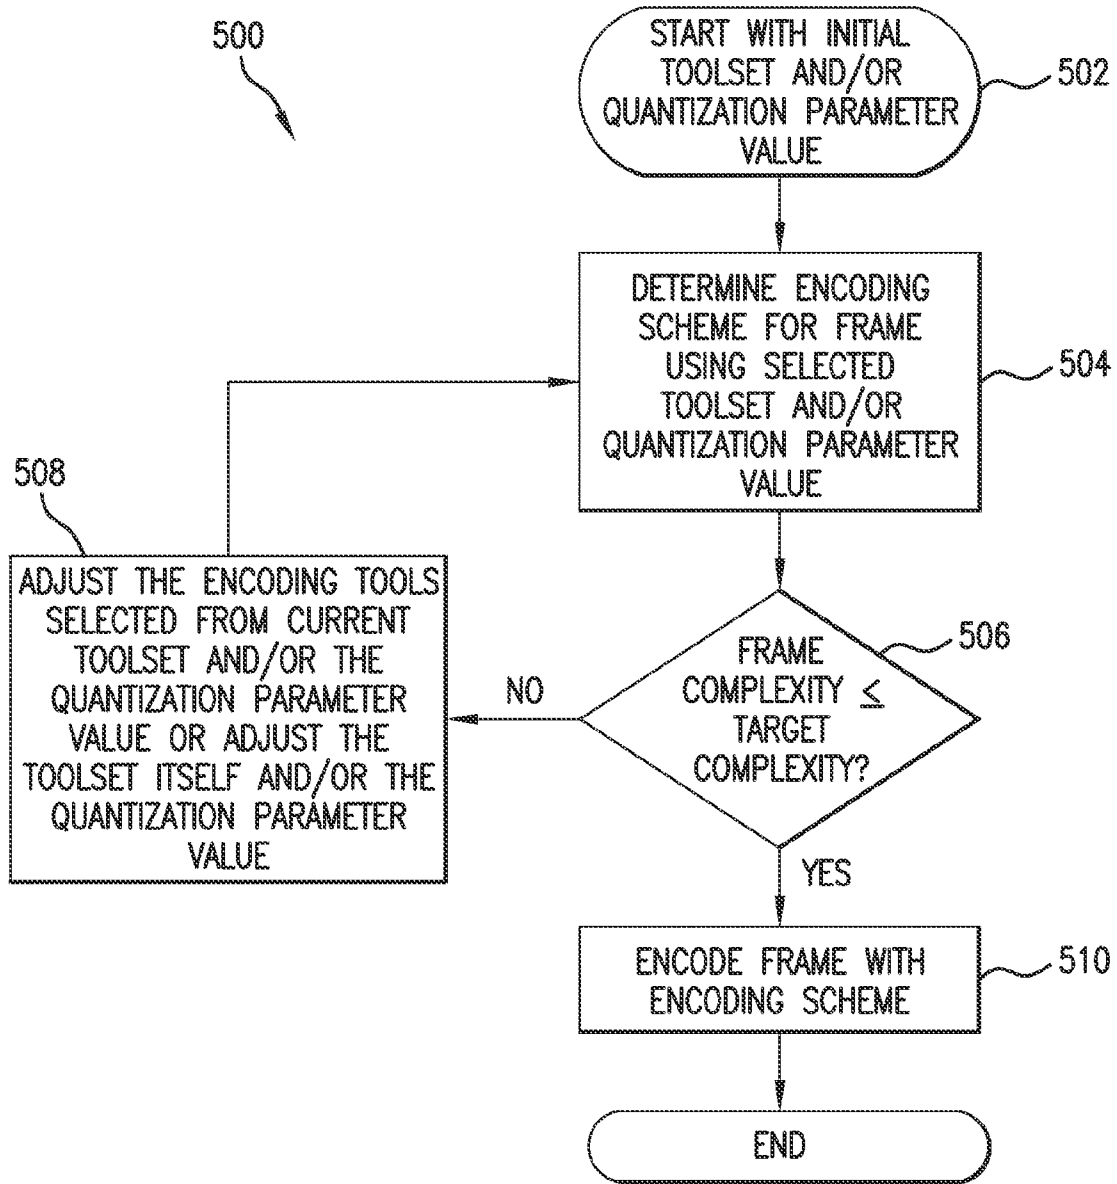 500
START WITH INITIAL
TOOLSET AND/OR
QUANTIZATION PARAMETER
VALUE
502
DETERMINE ENCODING
SCHEME FOR FRAME
USING SELECTED
TOOLSET AND/OR
QUANTIZATION PARAMETER
VALUE
504
508
ADJUST THE ENCODING TOOLS
SELECTED FROM CURRENT
TOOLSET AND/OR THE
QUANTIZATION PARAMETER
VALUE OR ADJUST THE
TOOLSET ITSELF AND/OR THE
QUANTIZATION PARAMETER
VALUE
NO
FRAME
COMPLEXITY ≤
TARGET
COMPLEXITY?
506
YES
ENCODE FRAME WITH
ENCODING SCHEME
510
END